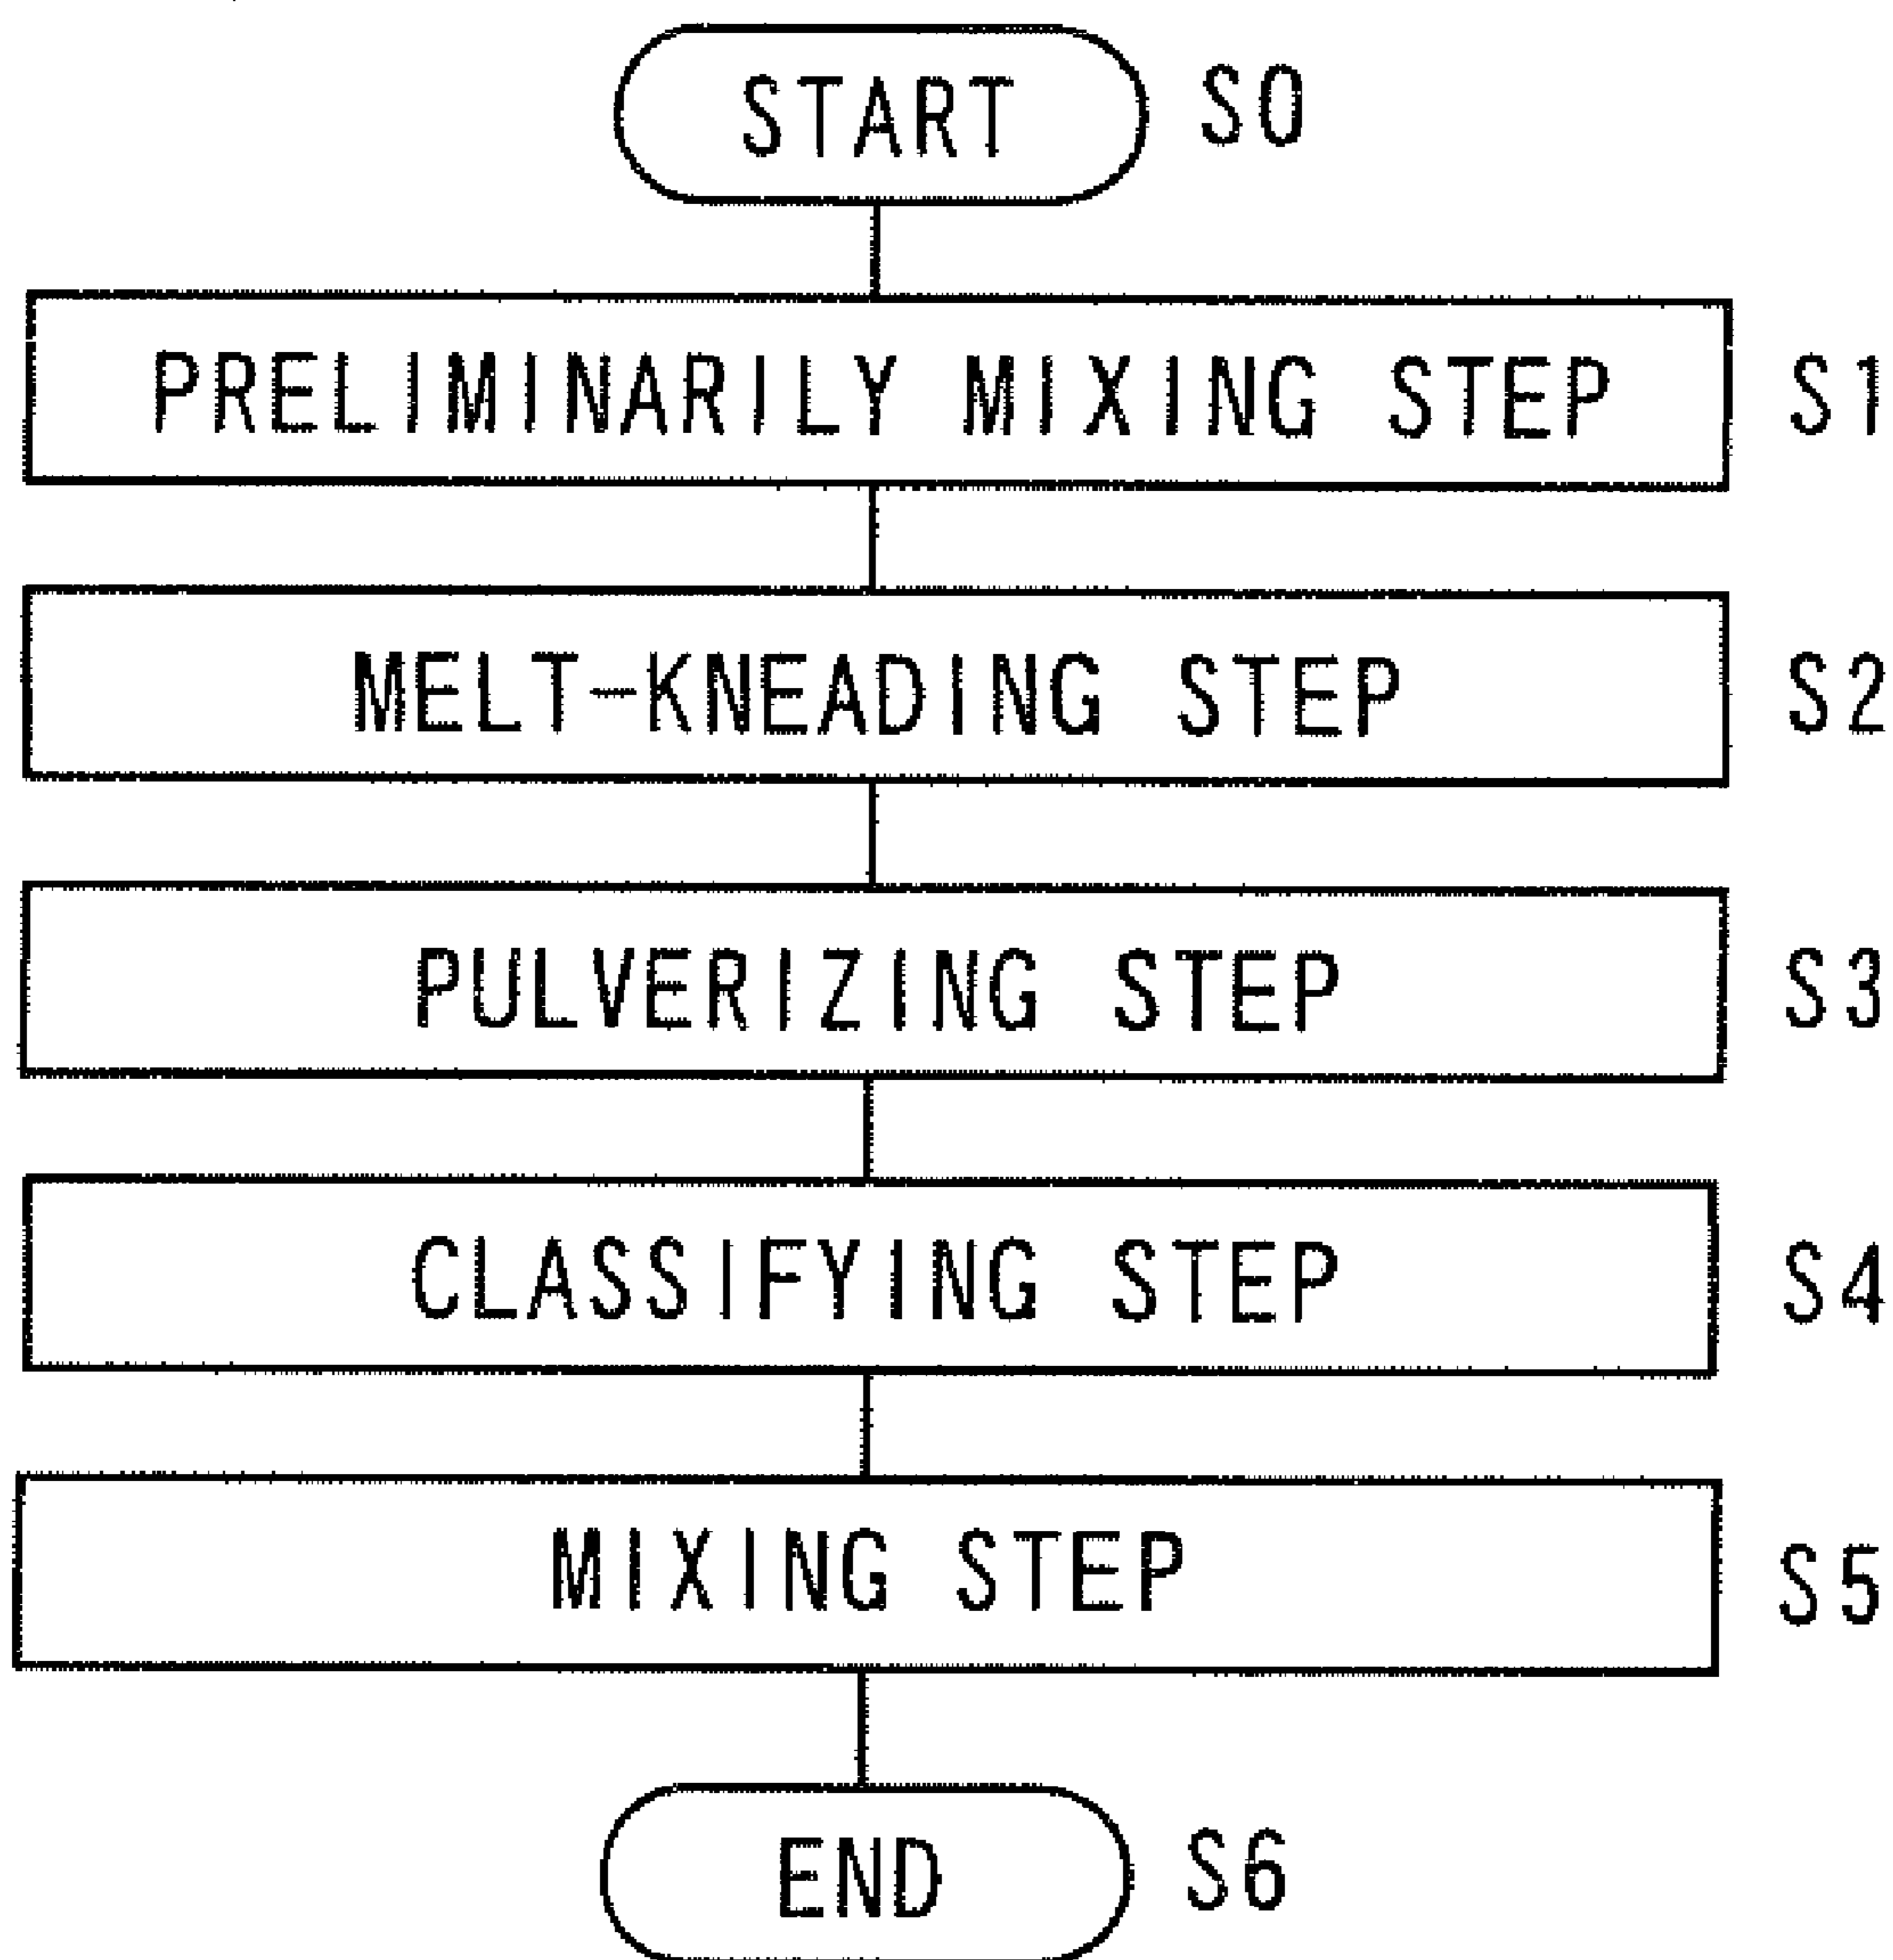 START S0
PRELIMINARILY MIXING STEP S1
MELT-KNEADING STEP S2
PULVERIZING STEP S3
CLASSIFYING STEP S4
MIXING STEP S5
END S6